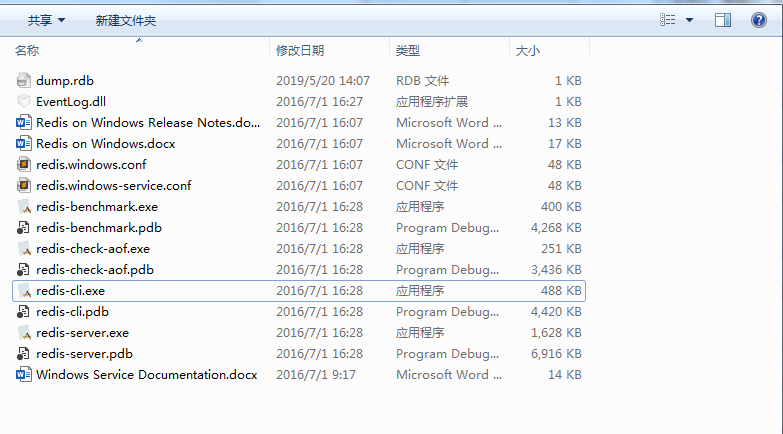 共享 新建文件夹
名称 修改日期 类型 大小
dump.rdb 2019/5/20 14:07 RDB 文件 1 KB
EventLog.dll 2016/7/1 16:27 应用程序扩展 1 KB
Redis on Windows Release Notes.do... 2016/7/1 16:07 Microsoft Word ... 13 KB
Redis on Windows.docx 2016/7/1 16:07 Microsoft Word ... 17 KB
redis.windows.conf 2016/7/1 16:07 CONF 文件 48 KB
redis.windows-service.conf 2016/7/1 16:07 CONF 文件 48 KB
redis-benchmark.exe 2016/7/1 16:28 应用程序 400 KB
redis-benchmark.pdb 2016/7/1 16:28 Program Debug... 4,268 KB
redis-check-aof.exe 2016/7/1 16:28 应用程序 251 KB
redis-check-aof.pdb 2016/7/1 16:28 Program Debug... 3,436 KB
redis-cli.exe 2016/7/1 16:28 应用程序 488 KB
redis-cli.pdb 2016/7/1 16:28 Program Debug... 4,420 KB
redis-server.exe 2016/7/1 16:28 应用程序 1,628 KB
redis-server.pdb 2016/7/1 16:28 Program Debug... 6,916 KB
Windows Service Documentation.docx 2016/7/1 9:17 Microsoft Word ... 14 KB